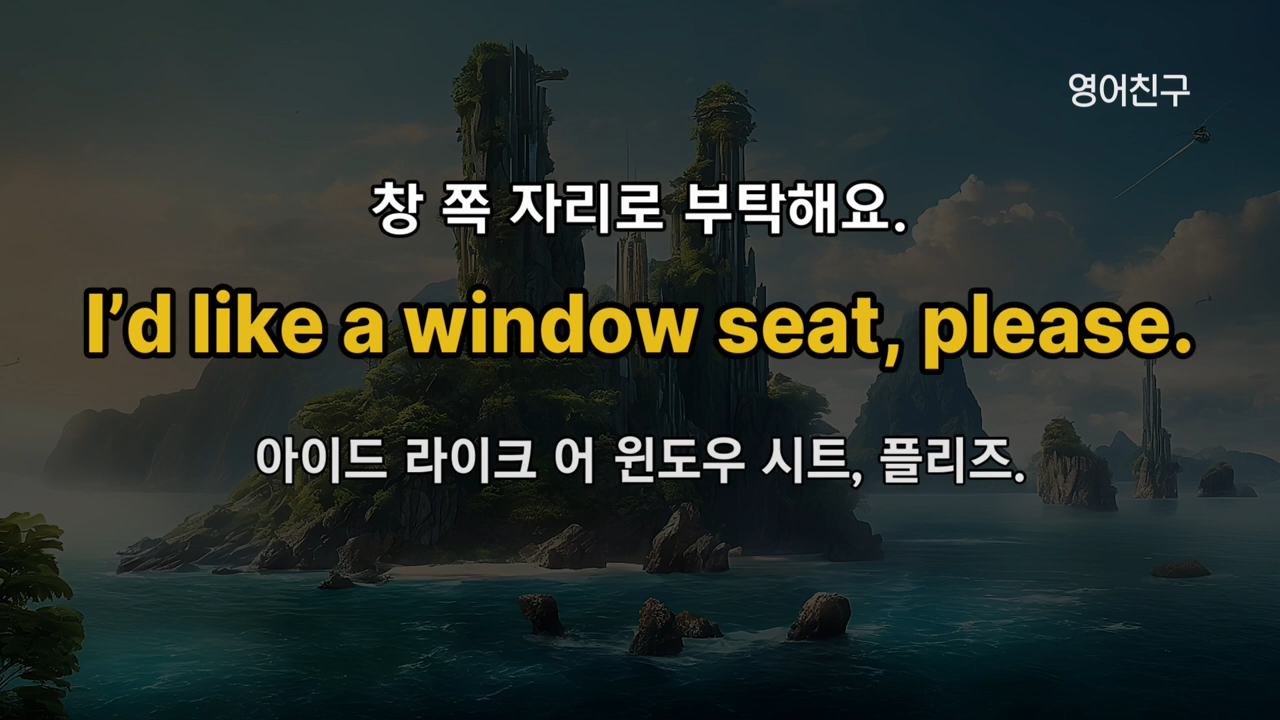 영어친구
창 쪽 자리로 부탁해요.
I’d like a window seat, please.
아이드 라이크 어 윈도우 시트, 플리즈.